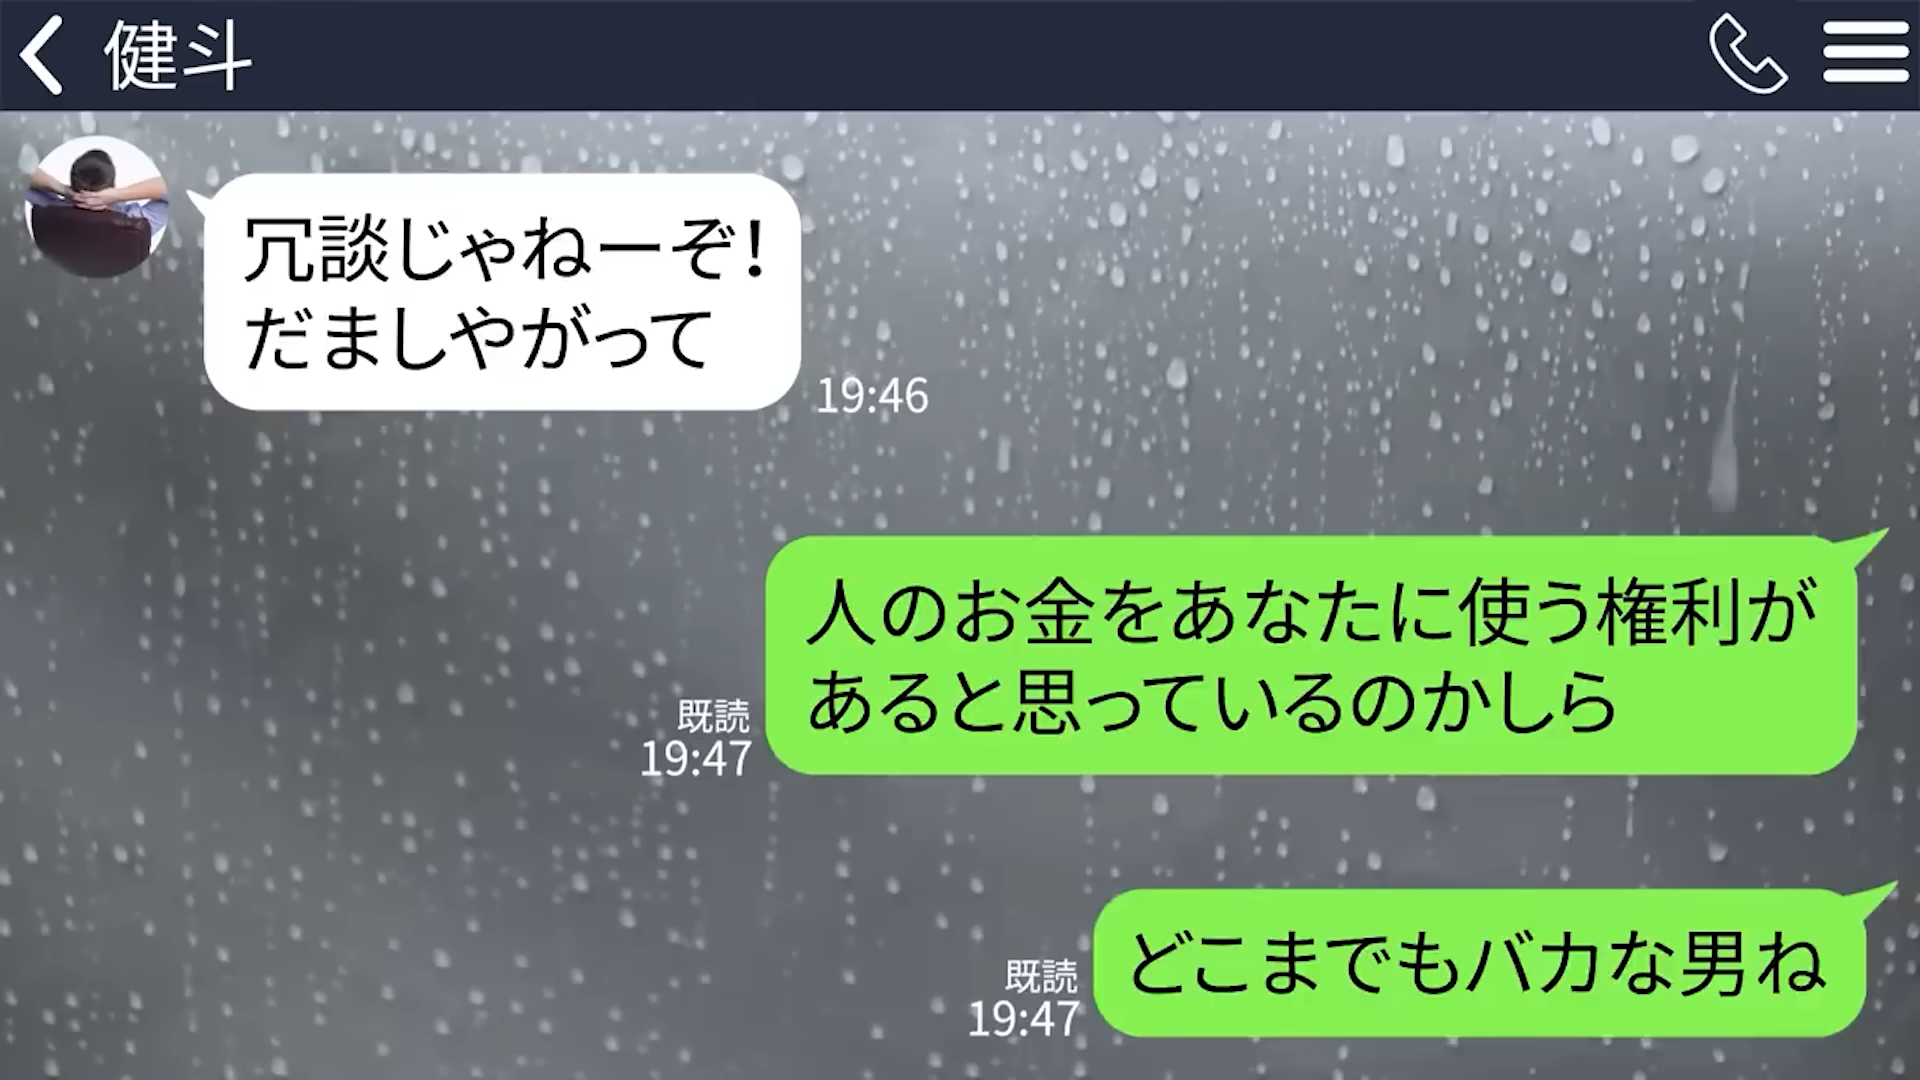 健斗
冗談じゃねーぞ！
だましやがって
19:46
人のお金をあなたに使う権利が
あると思っているのかしら
既読
19:47
どこまでもバカな男ね
既読
19:47